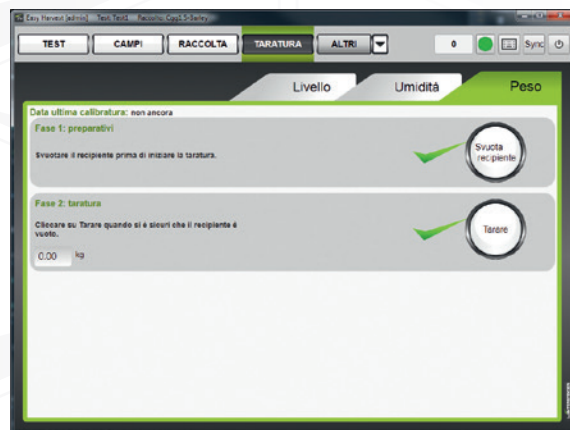 Easy Harvest [admin] Test: Test1 Raccolto: Cpg1.5-Barley
TEST CAMPI RACCOLTA TARATURA ALTRI 0 Sync
Livello Umidità Peso
Data ultima calibratura: non ancora
Fase 1: preparativi
Svuotare il recipiente prima di iniziare la taratura.
Svuota
recipiente
Fase 2: taratura
Cliccare su Tarare quando si è sicuri che il recipiente è
vuoto.
Tarare
0.00 kg